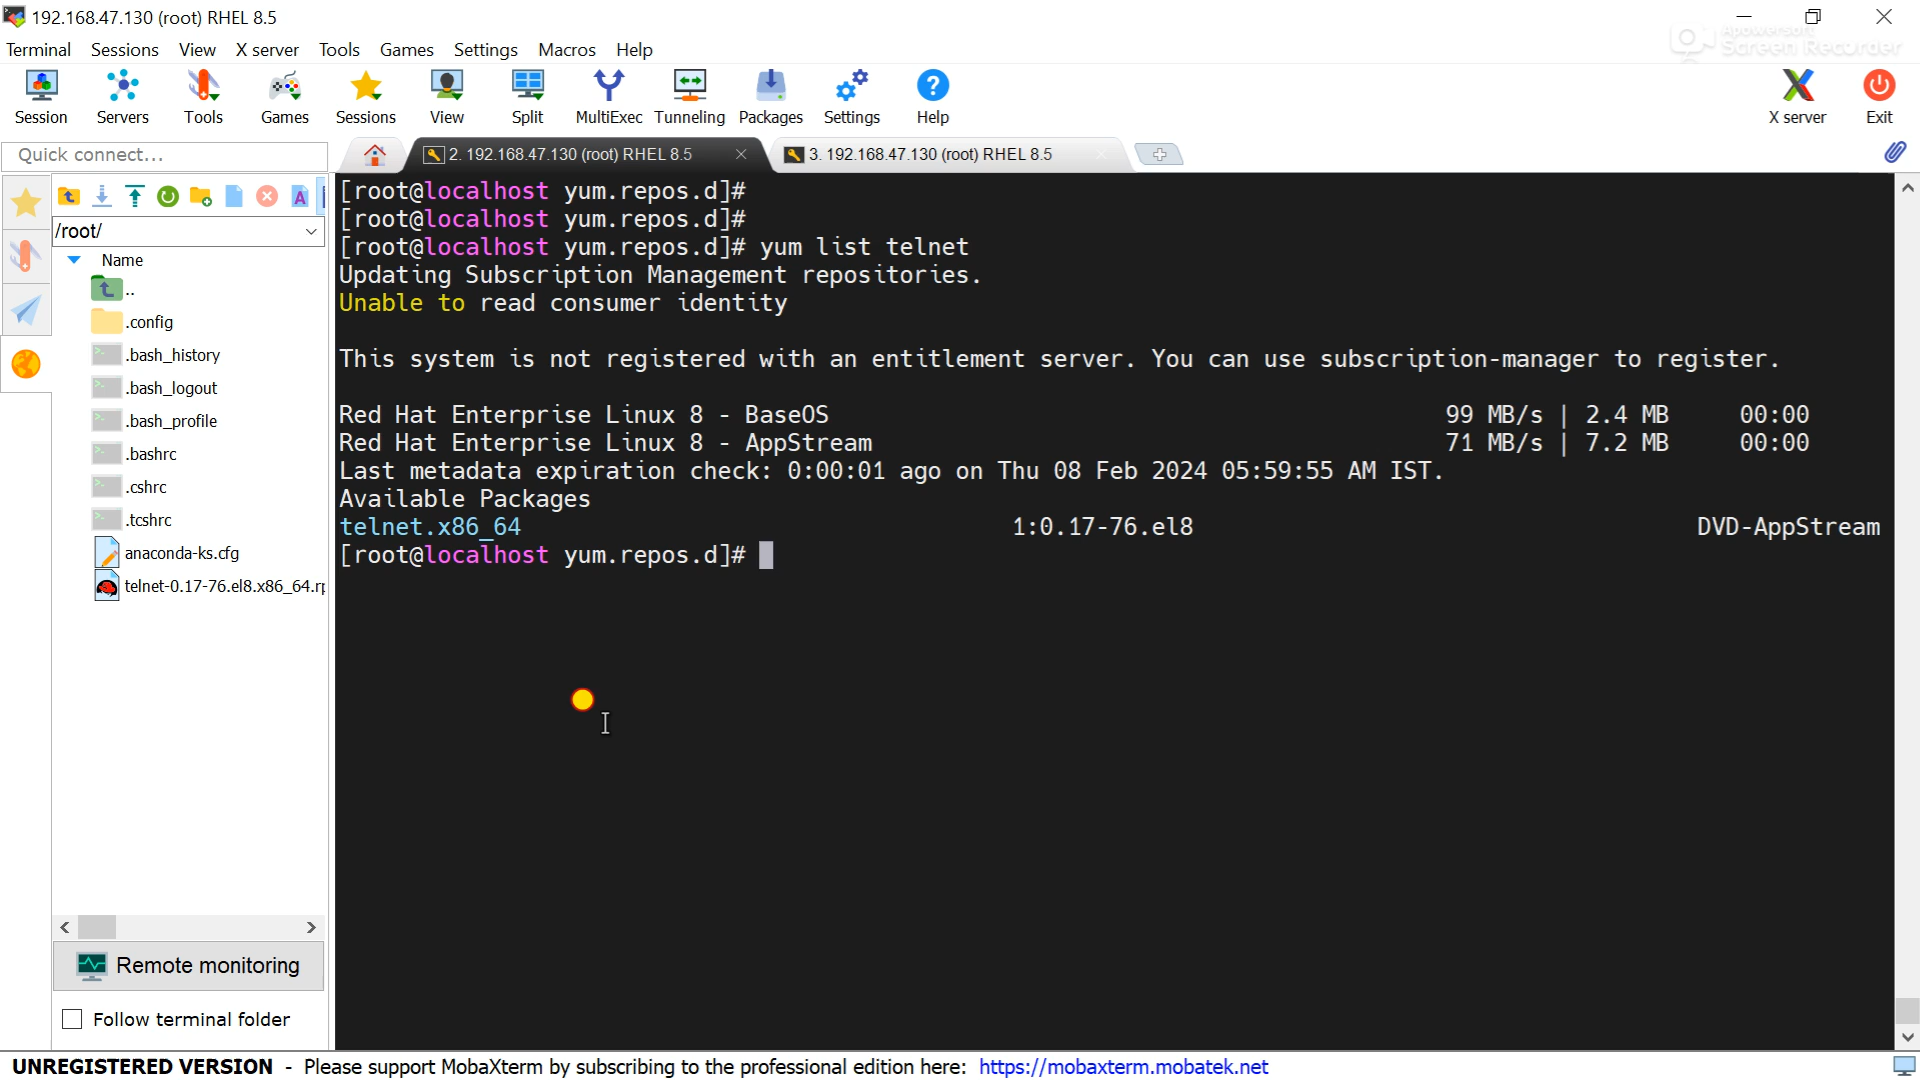 192.168.47.130 (root) RHEL 8.5
Apowersoft
Screen Recorder
Terminal Sessions View X server Tools Games Settings Macros Help
Session Servers Tools Games Sessions View Split MultiExec Tunneling Packages Settings Help X server Exit
Quick connect...
2. 192.168.47.130 (root) RHEL 8.5
3. 192.168.47.130 (root) RHEL 8.5
/root/
Name
..
.config
.bash_history
.bash_logout
.bash_profile
.bashrc
.cshrc
.tcshrc
anaconda-ks.cfg
telnet-0.17-76.el8.x86_64.rp
Remote monitoring
Follow terminal folder
[root@localhost yum.repos.d]#
[root@localhost yum.repos.d]#
[root@localhost yum.repos.d]# yum list telnet
Updating Subscription Management repositories.
Unable to read consumer identity
This system is not registered with an entitlement server. You can use subscription-manager to register.
Red Hat Enterprise Linux 8 - BaseOS 99 MB/s | 2.4 MB 00:00
Red Hat Enterprise Linux 8 - AppStream 71 MB/s | 7.2 MB 00:00
Last metadata expiration check: 0:00:01 ago on Thu 08 Feb 2024 05:59:55 AM IST.
Available Packages
telnet.x86_64 1:0.17-76.el8 DVD-AppStream
[root@localhost yum.repos.d]#
UNREGISTERED VERSION - Please support MobaXterm by subscribing to the professional edition here: https://mobaxterm.mobatek.net